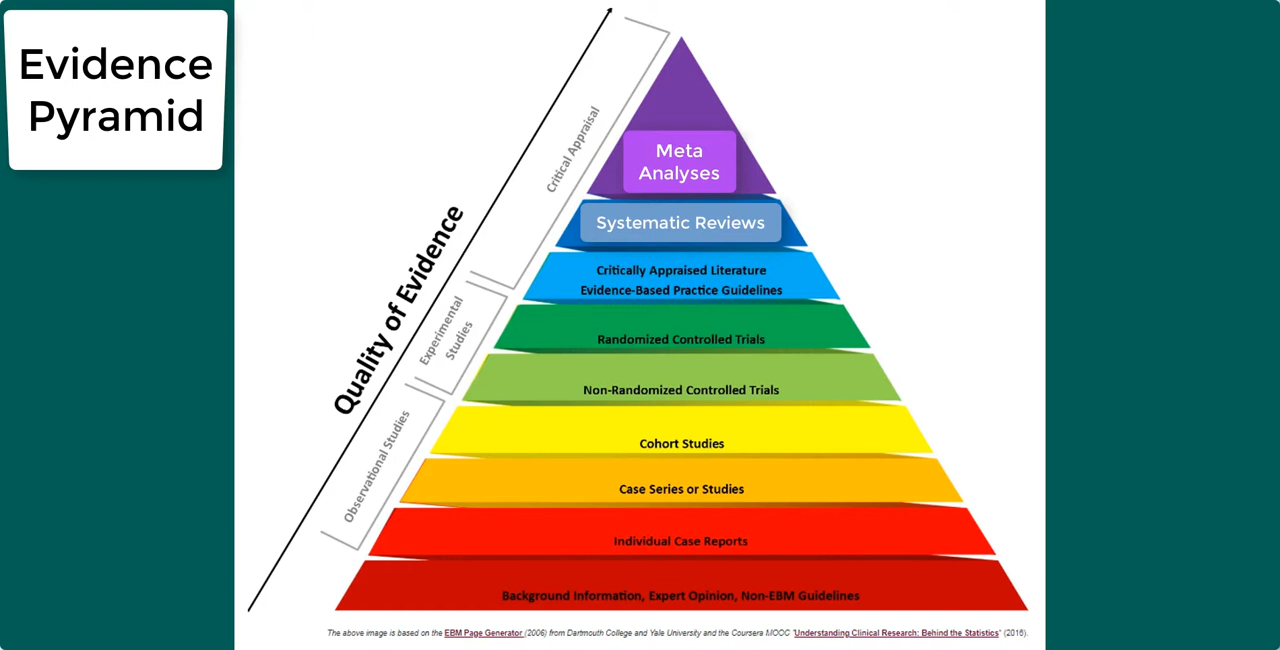 Evidence
Pyramid
Quality of Evidence
Critical Appraisal
Experimental
Studies
Observational Studies
Meta
Analyses
Systematic Reviews
Critically Appraised Literature
Evidence-Based Practice Guidelines
Randomized Controlled Trials
Non-Randomized Controlled Trials
Cohort Studies
Case Series or Studies
Individual Case Reports
Background Information, Expert Opinion, Non-EBM Guidelines
The above image is based on the EBM Page Generator (2006) from Dartmouth College and Yale University and the Coursera MOOC "Understanding Clinical Research: Behind the Statistics" (2016).